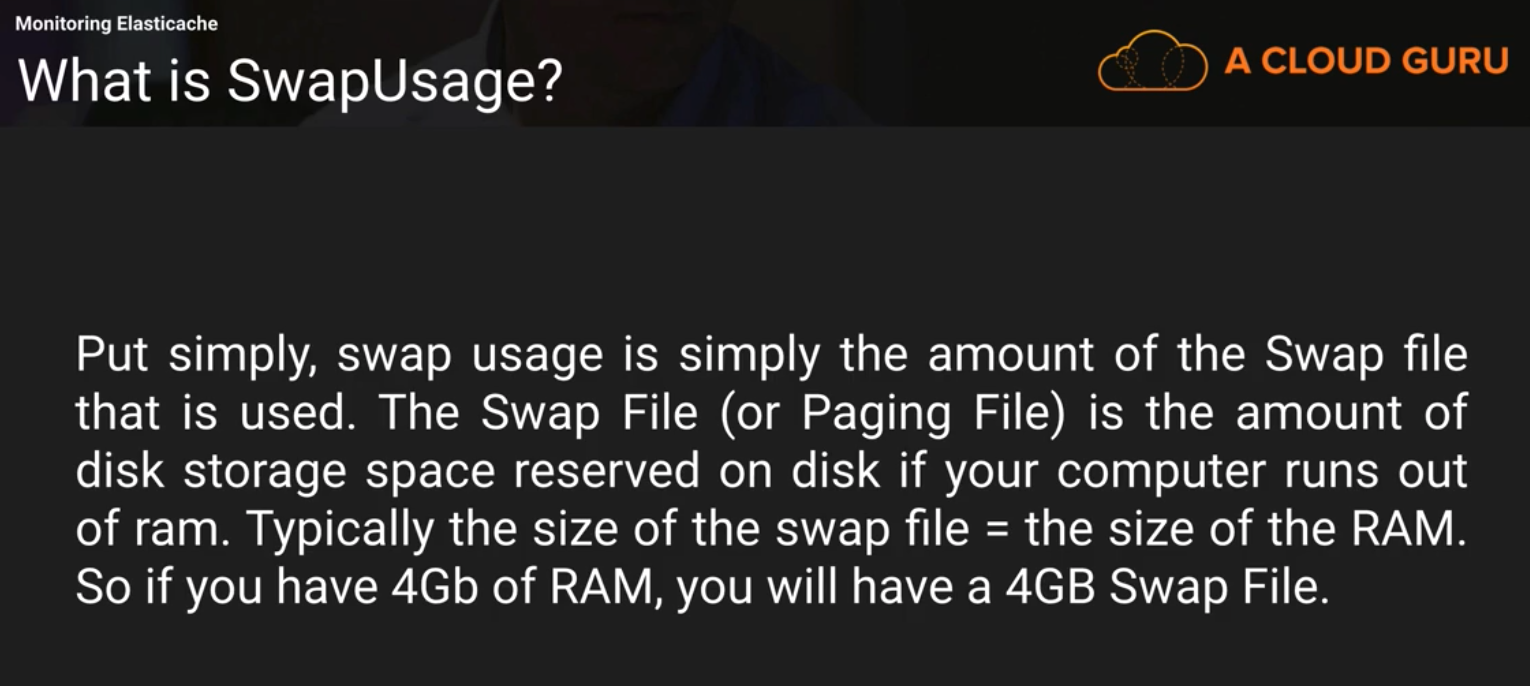 Monitoring Elasticache
What is SwapUsage?
A CLOUD GURU
Put simply, swap usage is simply the amount of the Swap file
that is used. The Swap File (or Paging File) is the amount of
disk storage space reserved on disk if your computer runs out
of ram. Typically the size of the swap file = the size of the RAM.
So if you have 4Gb of RAM, you will have a 4GB Swap File.